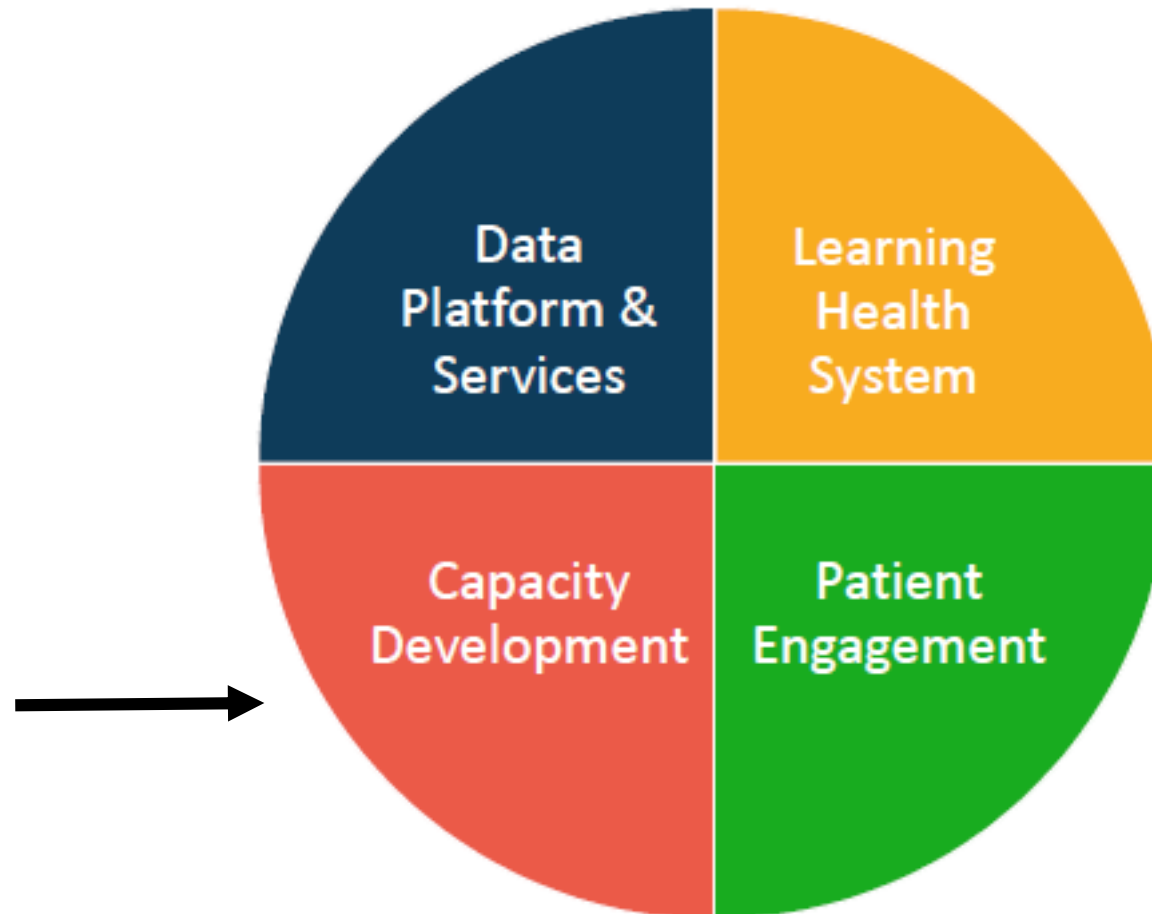 Data
Platform &
Services
Learning
Health
System
Capacity
Development
Patient
Engagement